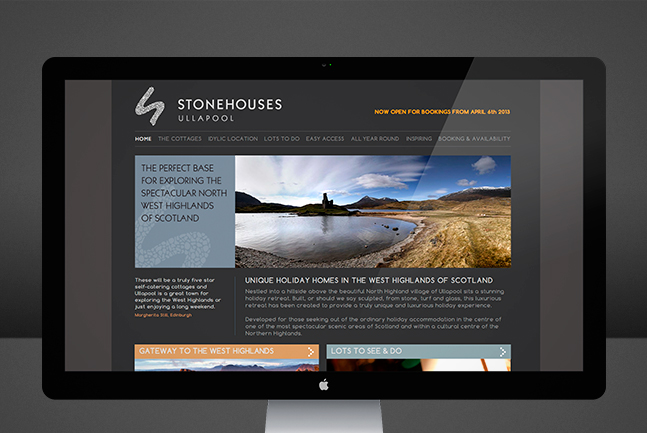 STONEHOUSES
ULLAPOOL
NOW OPEN FOR BOOKINGS FROM APRIL 6th 2013
HOME THE COTTAGES IDYLIC LOCATION LOTS TO DO EASY ACCESS ALL YEAR ROUND INSPIRING BOOKING & AVAILABILITY
THE PERFECT BASE
FOR EXPLORING THE
SPECTACULAR NORTH
WEST HIGHLANDS
OF SCOTLAND
These will be a truly five star
self-catering cottages and
Ullapool is a great town for
exploring the West Highlands or
just enjoying a long weekend.
Margherita Still, Edinburgh
UNIQUE HOLIDAY HOMES IN THE WEST HIGHLANDS OF SCOTLAND
Nestled into a hillside above the beautiful North Highland village of Ullapool sits a stunning
holiday retreat. Built, or should we say sculpted, from stone, turf and glass, this luxurious
retreat has been created to provide a truly unique and luxurious holiday experience.
Developed for those seeking out of the ordinary holiday accommodation in the centre of
one of the most spectacular scenic areas of Scotland and within a cultural centre of the
Northern Highlands.
GATEWAY TO THE WEST HIGHLANDS
LOTS TO SEE & DO